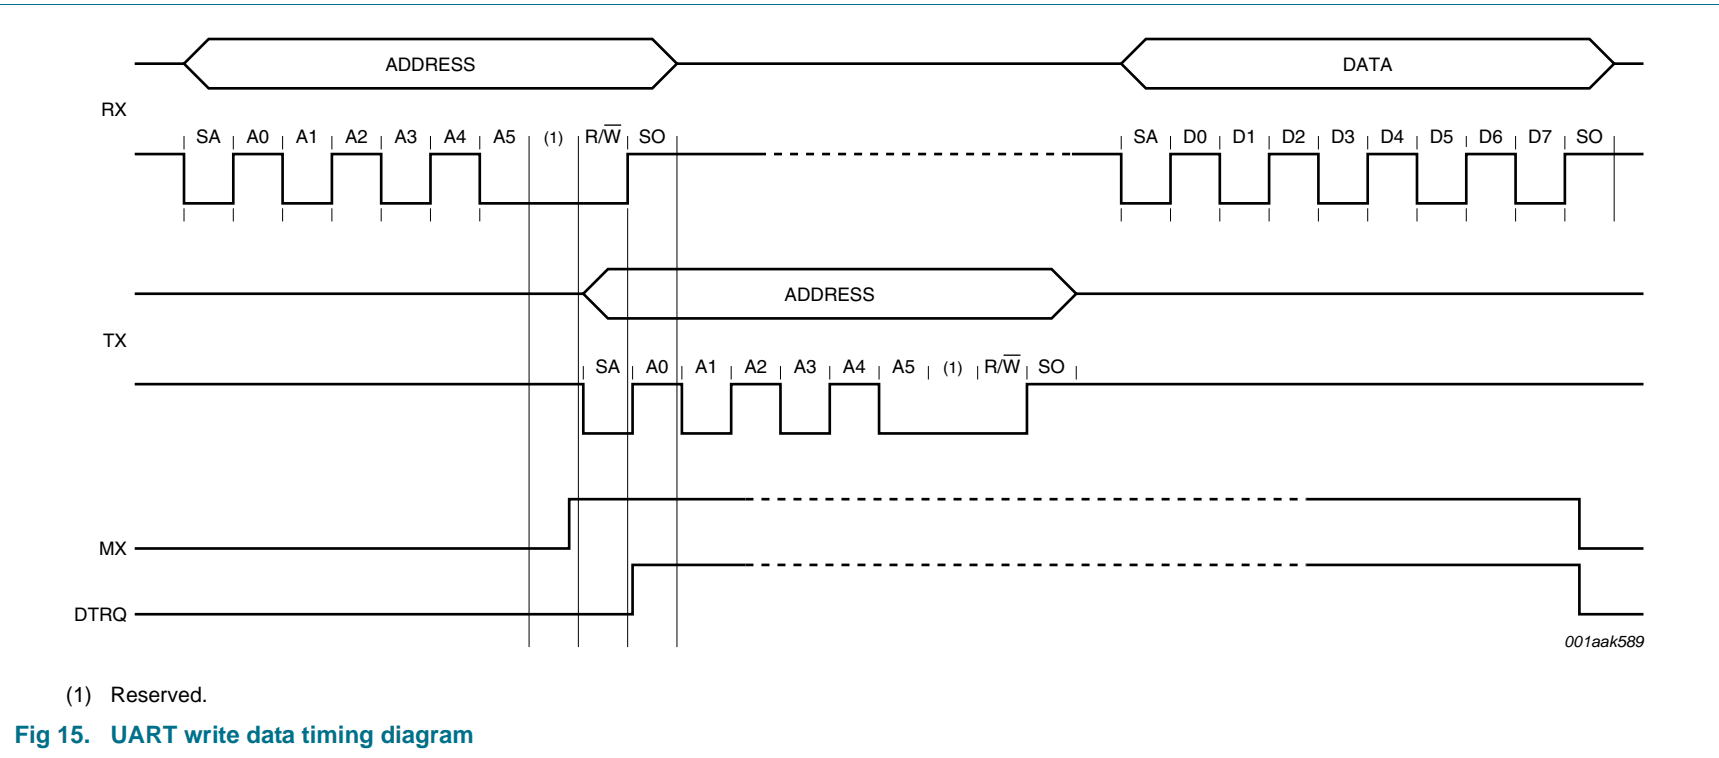 ADDRESS DATA
RX
SA A0 A1 A2 A3 A4 A5 (1) R/W̅ SO SA D0 D1 D2 D3 D4 D5 D6 D7 SO
ADDRESS
TX
SA A0 A1 A2 A3 A4 A5 (1) R/W̅ SO
MX
DTRQ
001aak589
(1) Reserved.
Fig 15. UART write data timing diagram